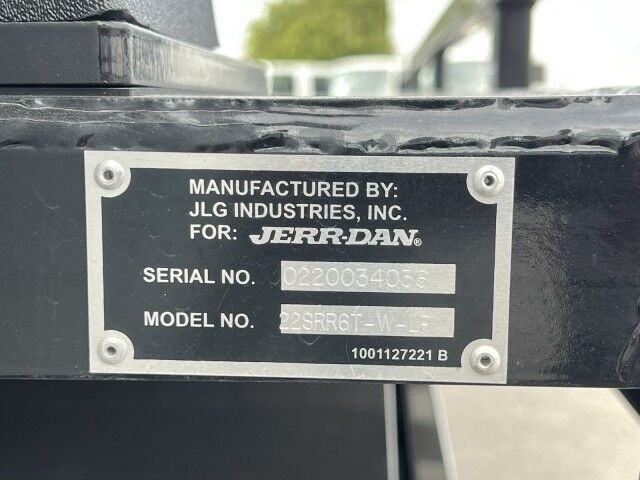 MANUFACTURED BY:
JLG INDUSTRIES, INC.
FOR: JERR-DAN®
SERIAL NO. 0220034036
MODEL NO. 22SRR6T-W-LP
1001127221 B